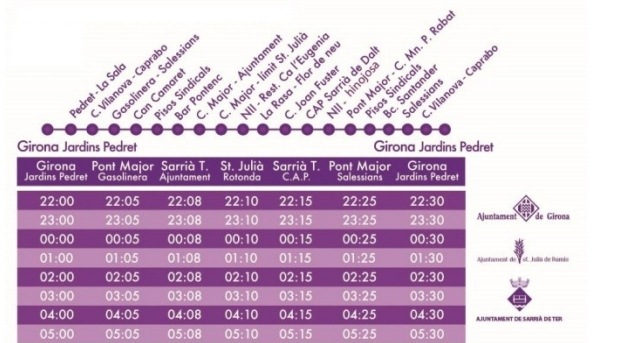 Pedret - La Sala
C. Vilanova - Caprabo
Gasolinera - Salessians
Can Camaret
Pisos Sindicals
Bar Pontenc
C. Major - Ajuntament
C. Major - límit St. Julià
Nll - Rest. Ca l'Eugenia
La Rasa - Flor de neu
C. Joan Fuster
CAP Sarrià de Dalt
Nll - hinojosa
Pont Major - C. Mn. P. Rabat
Pisos Sindicals
Bc. Santander
Salessians
C. Vilanova - Caprabo
Girona Jardins Pedret Girona Jardins Pedret
Girona Pont Major Sarrià T. St. Julià Sarrià T. Pont Major Girona
Jardins Pedret Gasolinera Ajuntament Rotonda C.A.P. Salessians Jardins Pedret
22:00 22:05 22:08 22:10 22:15 22:25 22:30
23:00 23:05 23:08 23:10 23:15 23:25 23:30
00:00 00:05 00:08 00:10 00:15 00:25 00:30
01:00 01:05 01:08 01:10 01:15 01:25 01:30
02:00 02:05 02:08 02:10 02:15 02:25 02:30
03:00 03:05 03:08 03:10 03:15 03:25 03:30
04:00 04:05 04:08 04:10 04:15 04:25 04:30
05:00 05:05 05:08 05:10 05:15 05:25 05:30
Ajuntament de Girona
Ajuntament de st. Julià de Ramis
AJUNTAMENT DE SARRIÀ DE TER